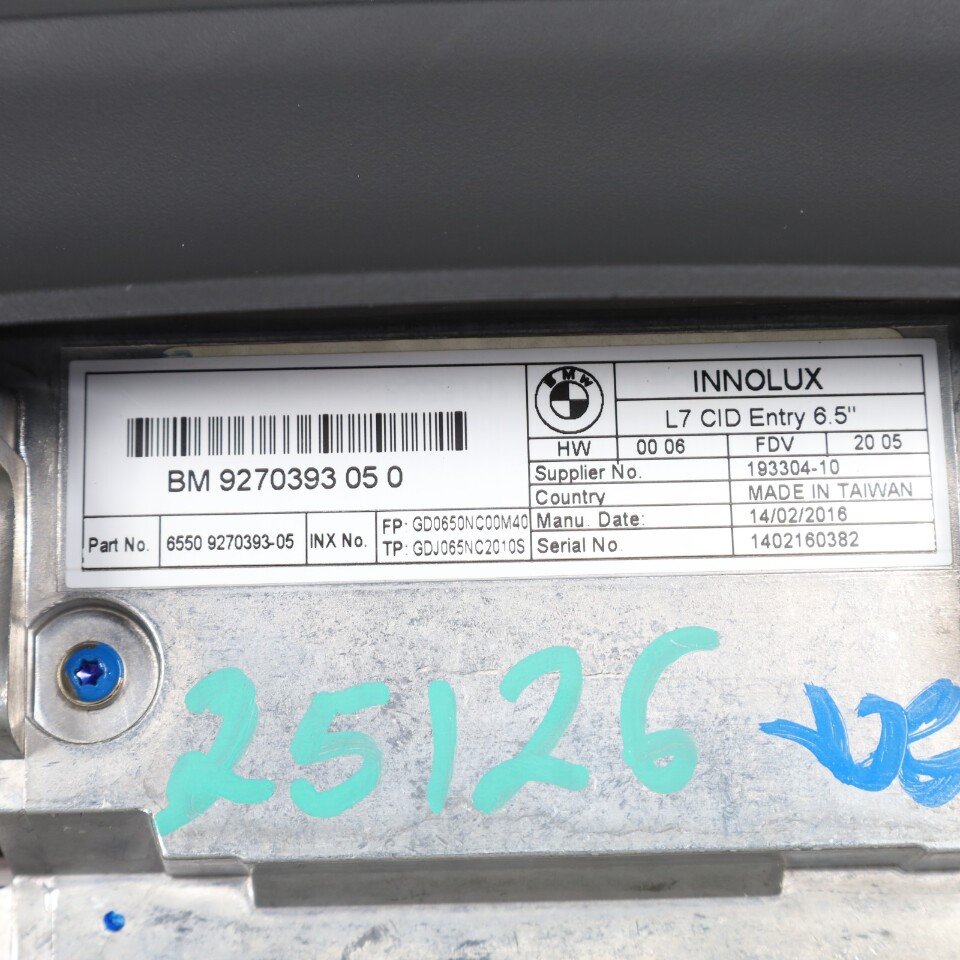 BM 9270393 05 0
Part No. 6550 9270393-05 INX No. FP: GD0650NC00M40
TP: GDJ065NC2010S
BMW
INNOLUX
L7 CID Entry 6.5"
HW 00 06 FDV 20 05
Supplier No. 193304-10
Country MADE IN TAIWAN
Manu. Date: 14/02/2016
Serial No. 1402160382
25126